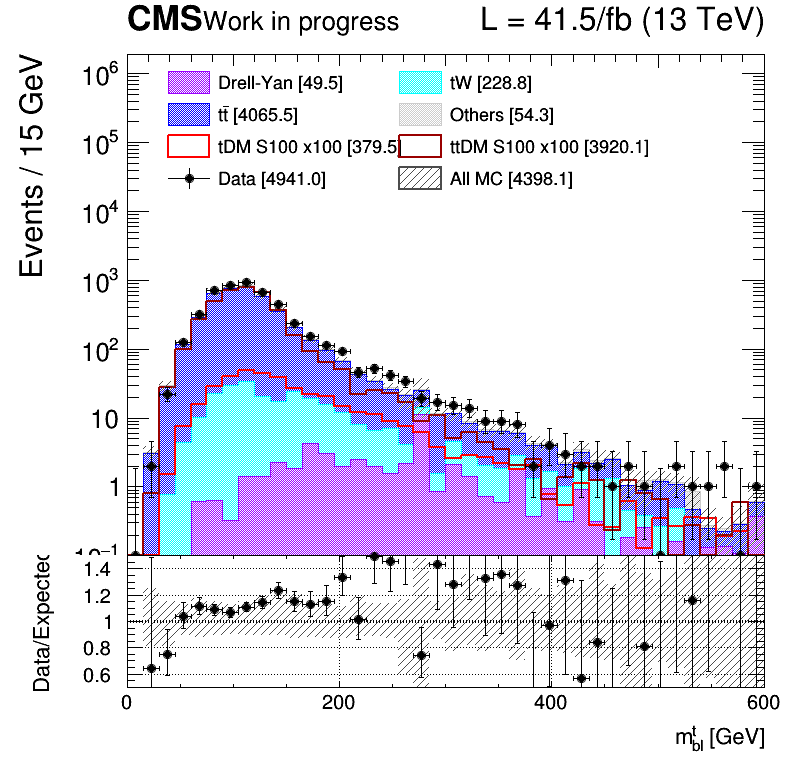 CMS Work in progress L = 41.5/fb (13 TeV)
Events / 15 GeV
10⁶
10⁵
10⁴
10³
10²
10
1
10⁻¹
Drell-Yan [49.5] tW [228.8]
tt̄ [4065.5] Others [54.3]
tDM S100 x100 [379.5] ttDM S100 x100 [3920.1]
Data [4941.0] All MC [4398.1]
Data/Expected
1.4
1.2
1
0.8
0.6
0 200 400 600
m^t_bl [GeV]